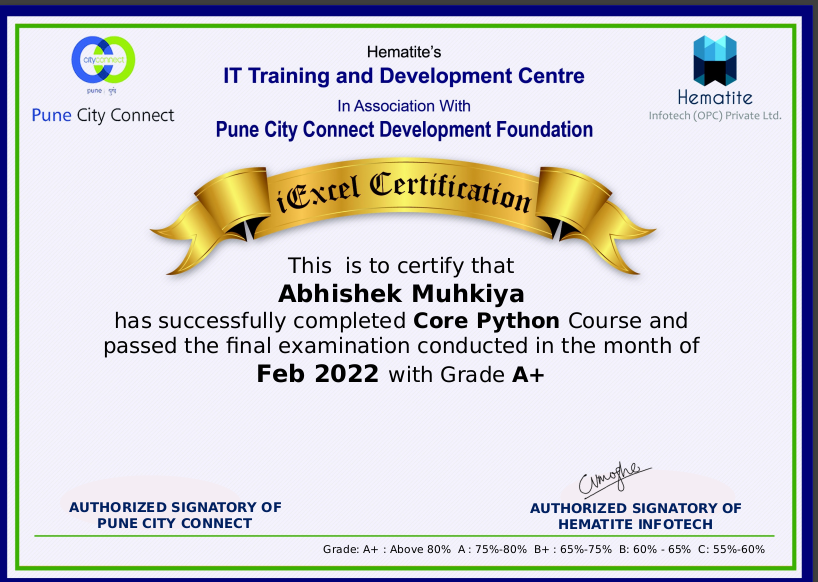 Hematite's
IT Training and Development Centre
In Association With
Pune City Connect Development Foundation
cityconnect
Pune City Connect
Hematite
Infotech (OPC) Private Ltd.
iExcel Certification
This is to certify that
Abhishek Muhkiya
has successfully completed Core Python Course and
passed the final examination conducted in the month of
Feb 2022 with Grade A+
AUTHORIZED SIGNATORY OF
PUNE CITY CONNECT
AUTHORIZED SIGNATORY OF
HEMATITE INFOTECH
Grade: A+ : Above 80% A : 75%-80% B+ : 65%-75% B: 60% - 65% C: 55%-60%